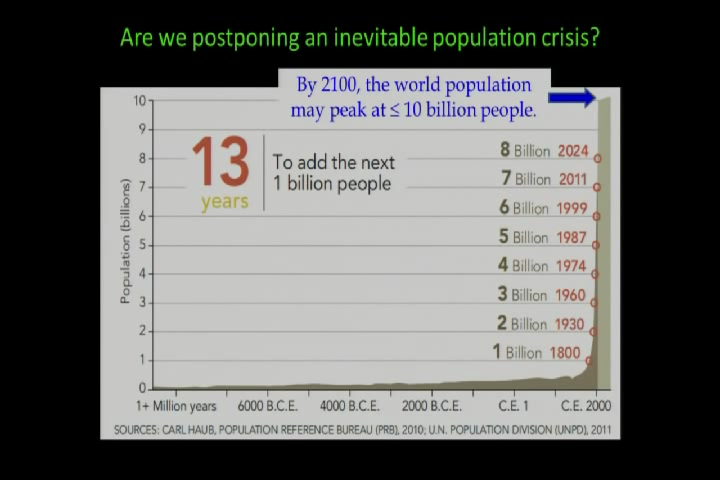 Are we postponing an inevitable population crisis?
By 2100, the world population
may peak at ≤ 10 billion people.
10
9
8
7
6
5
4
3
2
1
0
Population (billions)
13
years
To add the next
1 billion people
8 Billion 2024
7 Billion 2011
6 Billion 1999
5 Billion 1987
4 Billion 1974
3 Billion 1960
2 Billion 1930
1 Billion 1800
1+ Million years
6000 B.C.E.
4000 B.C.E.
2000 B.C.E.
C.E. 1
C.E. 2000
SOURCES: CARL HAUB, POPULATION REFERENCE BUREAU (PRB), 2010; U.N. POPULATION DIVISION (UNPD), 2011